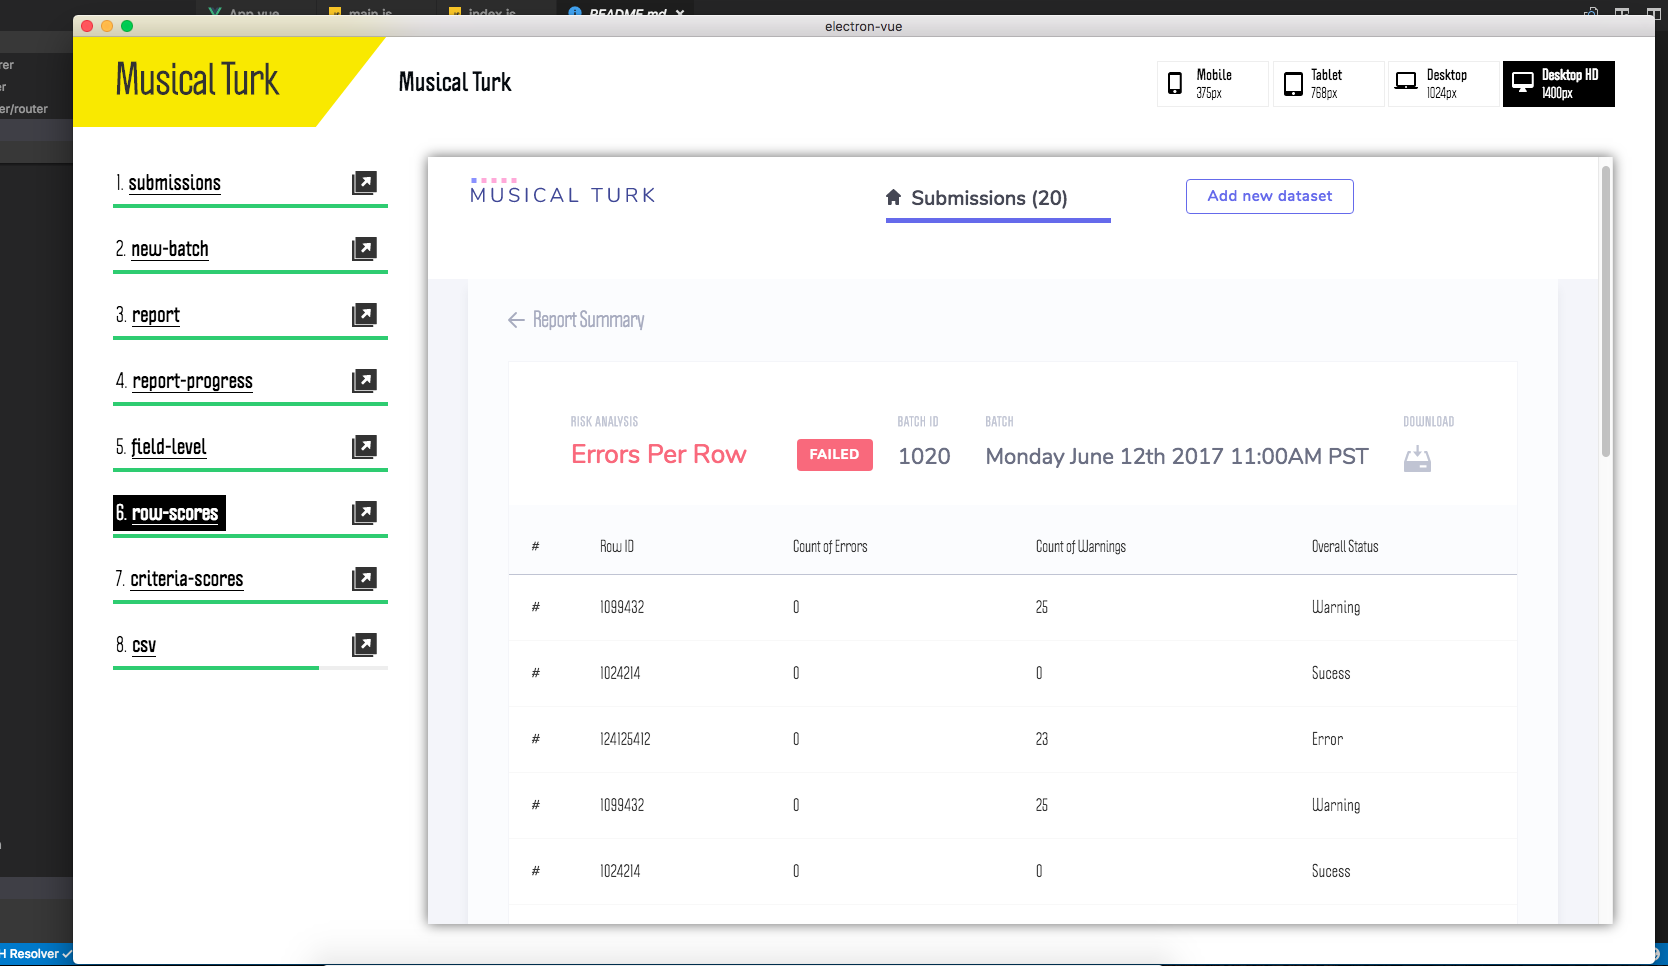 App.vue
main.js
index.js
README.md ×
electron-vue
rer
er
er/router
Musical Turk
Musical Turk
Mobile
375px
Tablet
768px
Desktop
1024px
Desktop HD
1400px
1. submissions
2. new-batch
3. report
4. report-progress
5. field-level
6. row-scores
7. criteria-scores
8. csv
MUSICAL TURK
Submissions (20)
Add new dataset
← Report Summary
RISK ANALYSIS
Errors Per Row
FAILED
BATCH ID
1020
BATCH
Monday June 12th 2017 11:00AM PST
DOWNLOAD
# Row ID Count of Errors Count of Warnings Overall Status
# 1099432 0 25 Warning
# 1024214 0 0 Sucess
# 124125412 0 23 Error
# 1099432 0 25 Warning
# 1024214 0 0 Sucess
H Resolver ✓